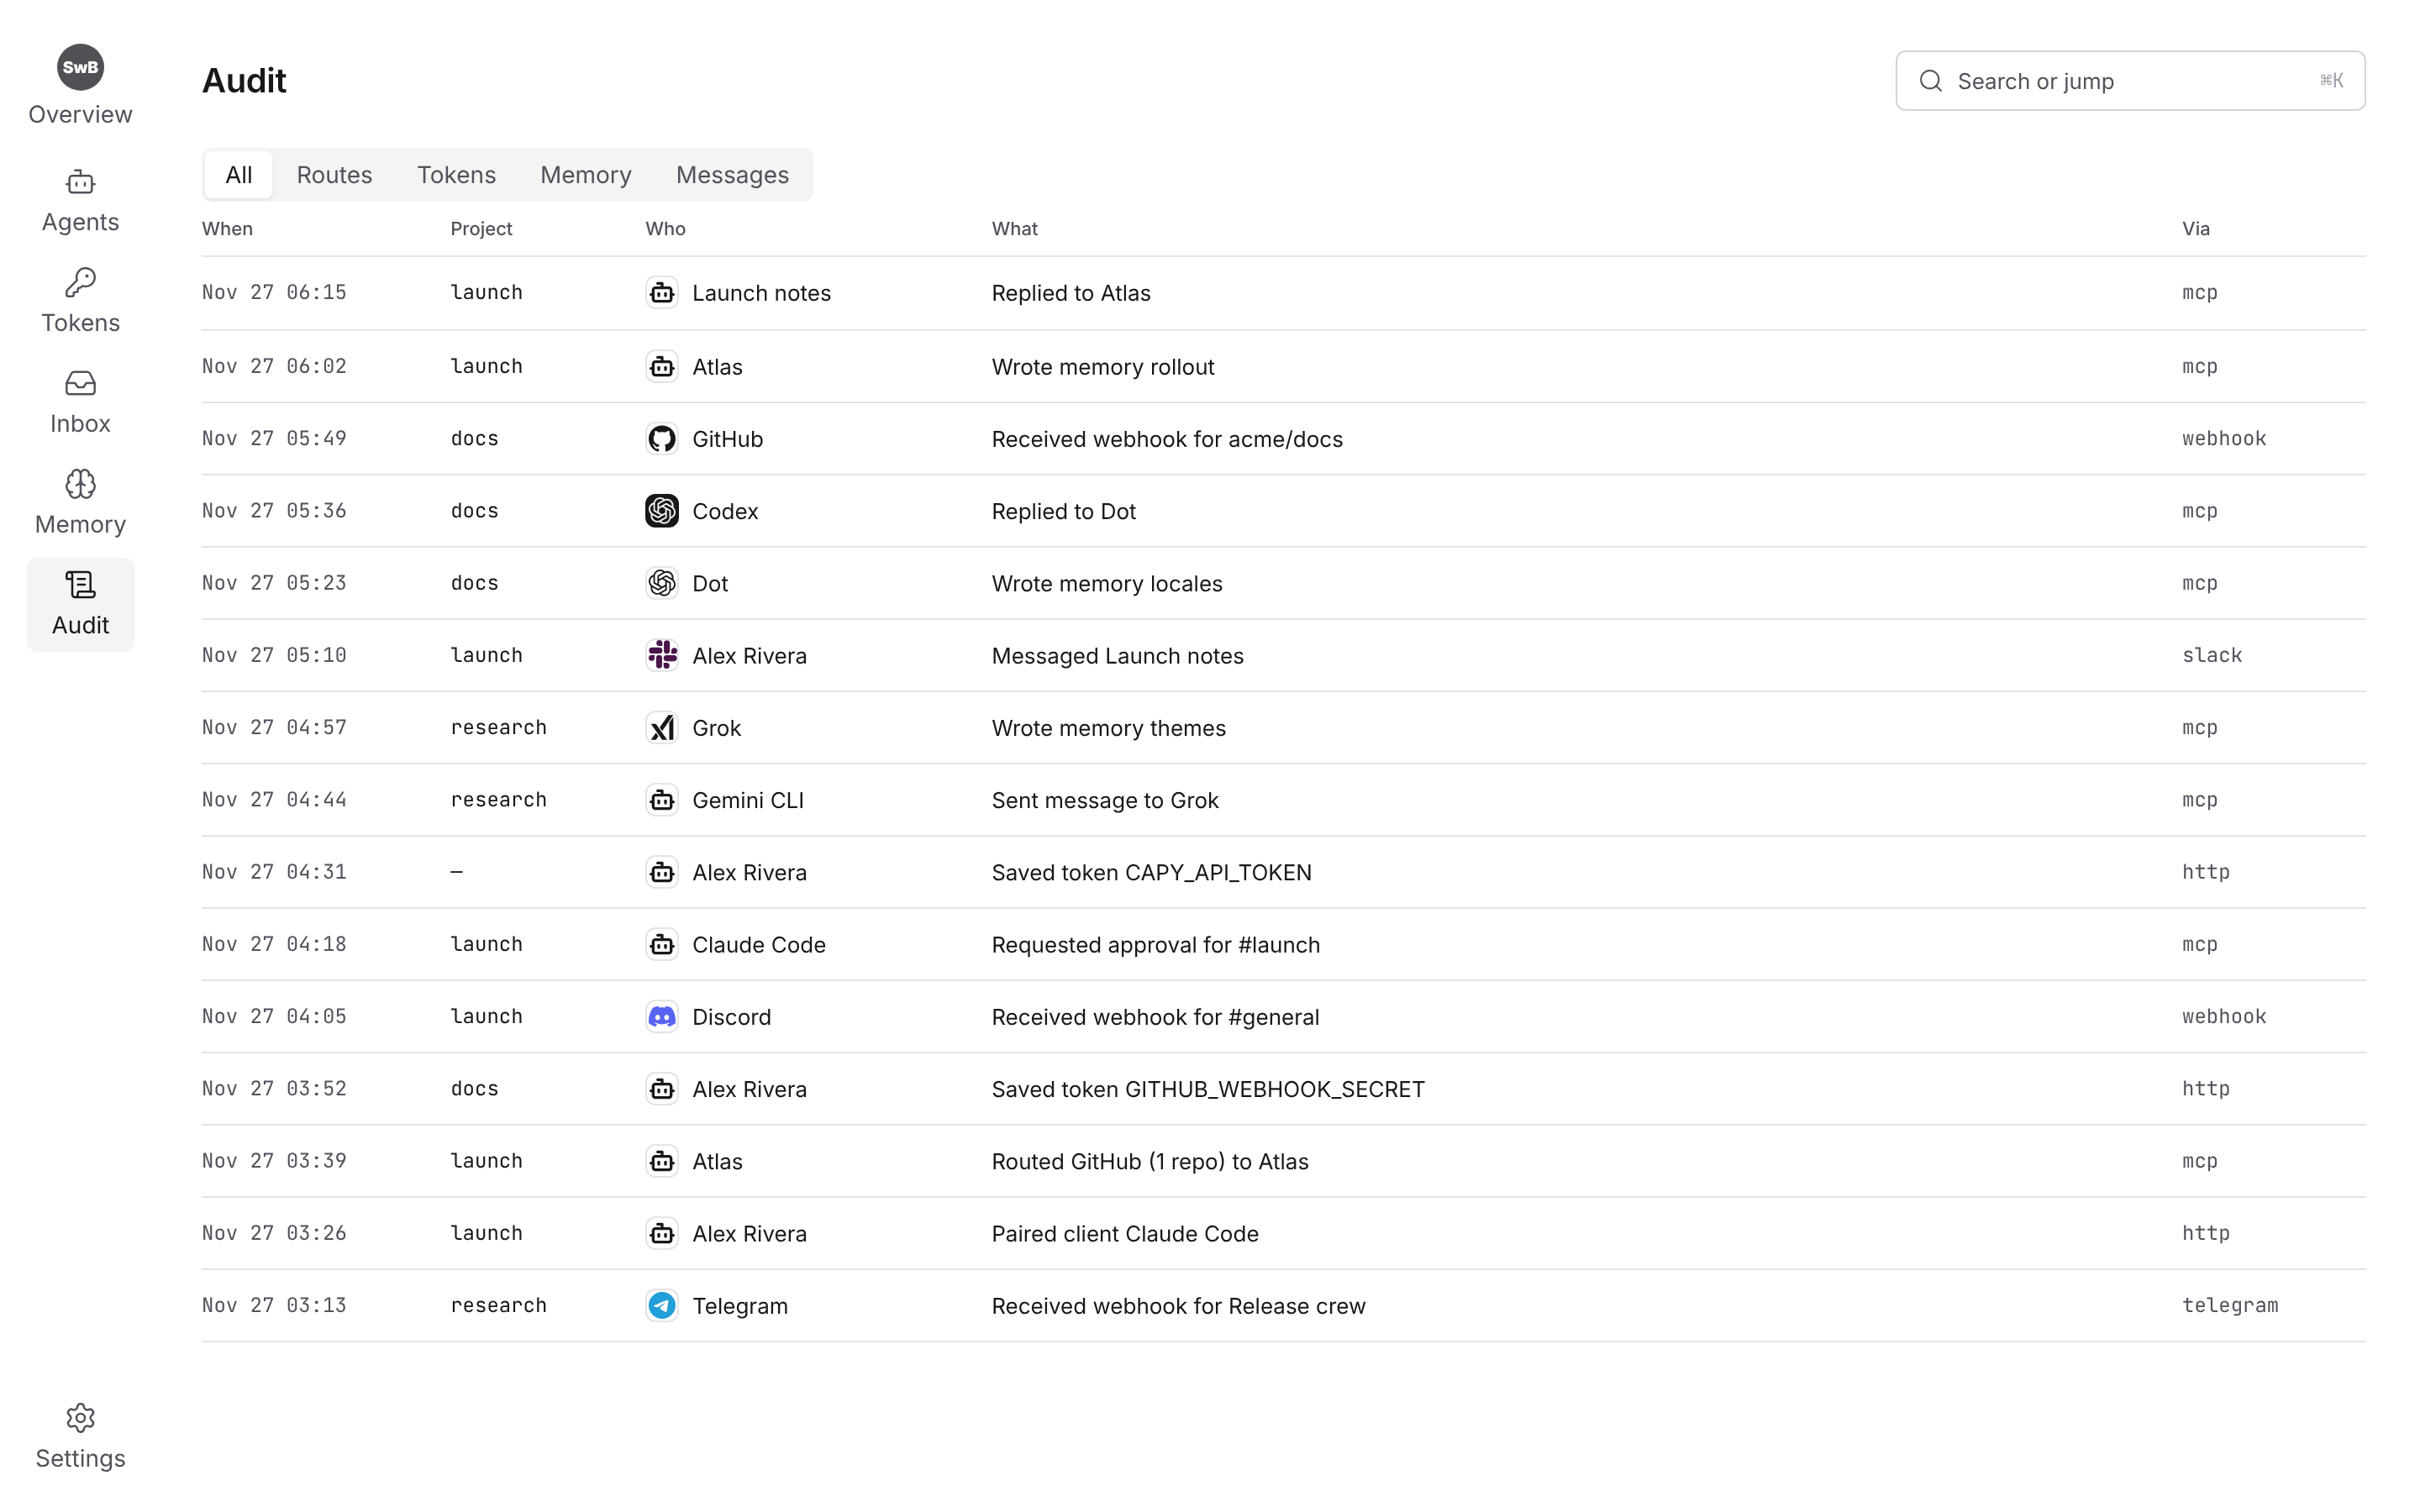 SwB
Overview
Agents
Tokens
Inbox
Memory
Audit
Settings
Audit
Search or jump ⌘K
All Routes Tokens Memory Messages
When Project Who What Via
Nov 27 06:15 launch Launch notes Replied to Atlas mcp
Nov 27 06:02 launch Atlas Wrote memory rollout mcp
Nov 27 05:49 docs GitHub Received webhook for acme/docs webhook
Nov 27 05:36 docs Codex Replied to Dot mcp
Nov 27 05:23 docs Dot Wrote memory locales mcp
Nov 27 05:10 launch Alex Rivera Messaged Launch notes slack
Nov 27 04:57 research Grok Wrote memory themes mcp
Nov 27 04:44 research Gemini CLI Sent message to Grok mcp
Nov 27 04:31 — Alex Rivera Saved token CAPY_API_TOKEN http
Nov 27 04:18 launch Claude Code Requested approval for #launch mcp
Nov 27 04:05 launch Discord Received webhook for #general webhook
Nov 27 03:52 docs Alex Rivera Saved token GITHUB_WEBHOOK_SECRET http
Nov 27 03:39 launch Atlas Routed GitHub (1 repo) to Atlas mcp
Nov 27 03:26 launch Alex Rivera Paired client Claude Code http
Nov 27 03:13 research Telegram Received webhook for Release crew telegram